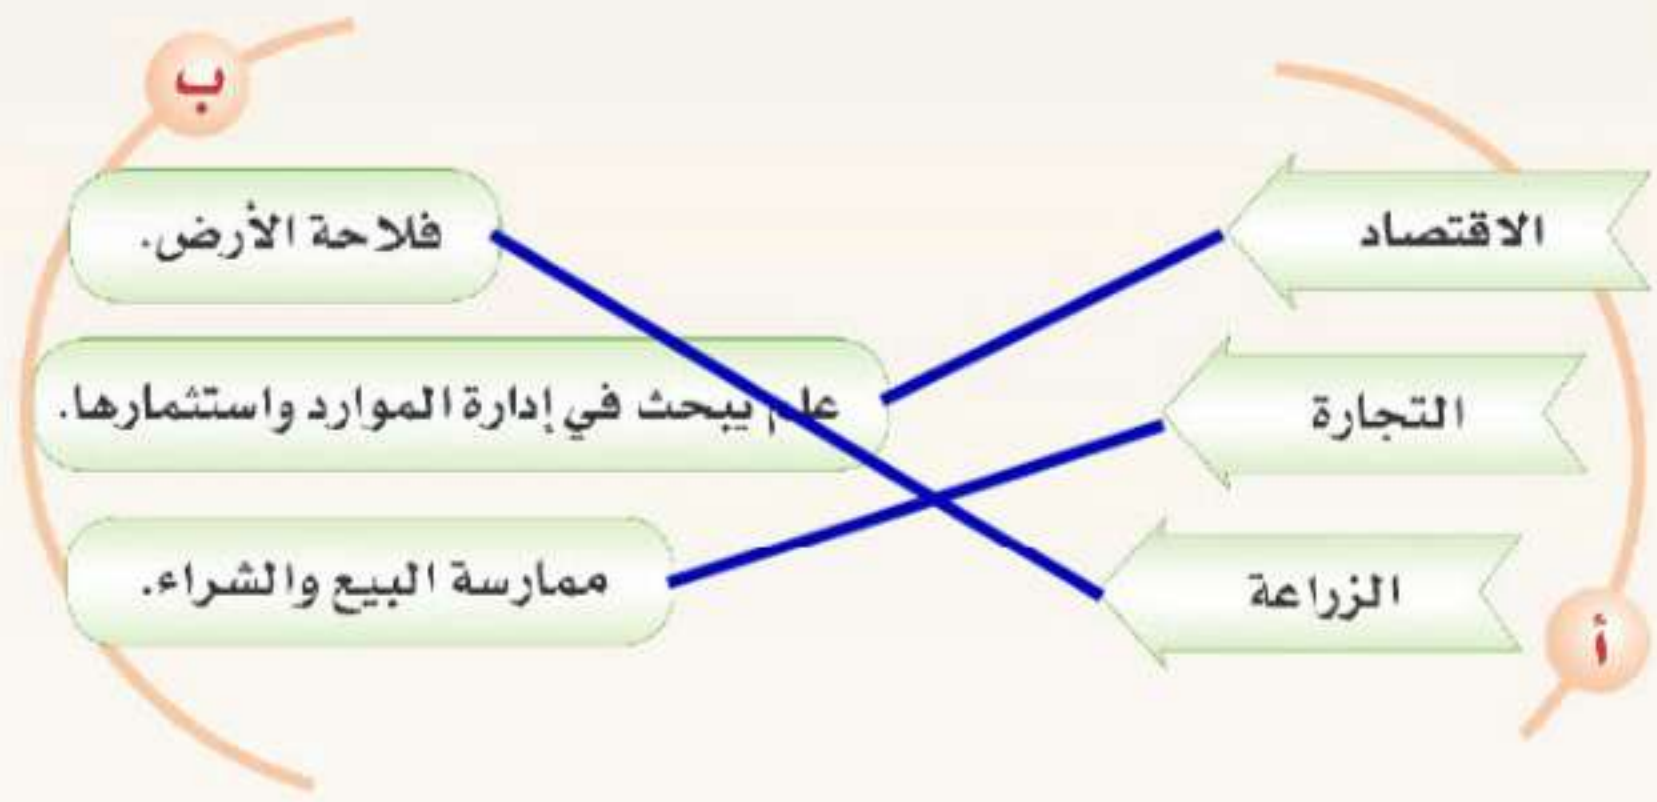 أ
الاقتصاد
التجارة
الزراعة
ب
فلاحة الأرض.
علم يبحث في إدارة الموارد واستثمارها.
ممارسة البيع والشراء.